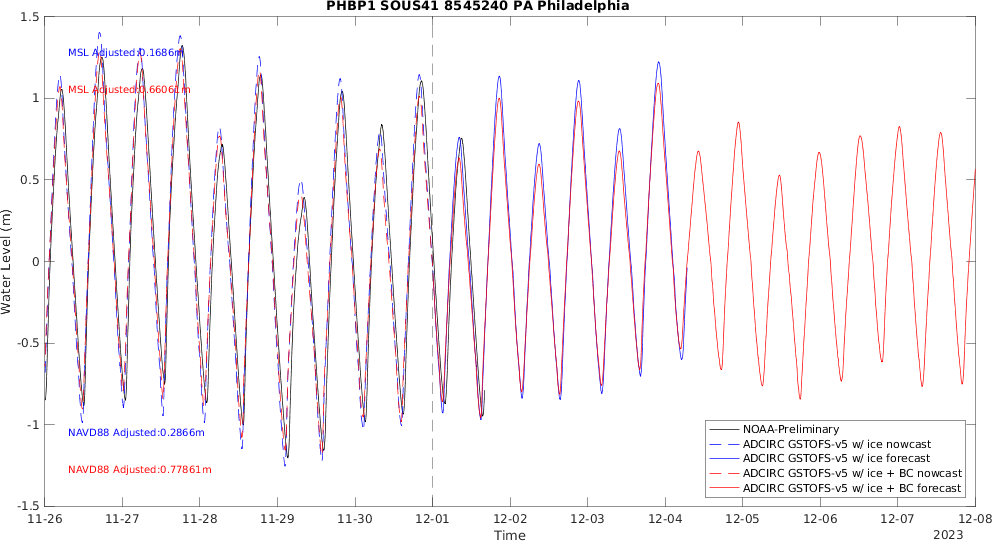 PHBP1 SOUS41 8545240 PA Philadelphia
1.5
MSL Adjusted:0.1686m
1
MSL Adjusted:0.66061m
0.5
Water Level (m)
0
-0.5
-1
NAVD88 Adjusted:0.2866m
NAVD88 Adjusted:0.77861m
-1.5
NOAA-Preliminary
ADCIRC GSTOFS-v5 w/ ice nowcast
ADCIRC GSTOFS-v5 w/ ice forecast
ADCIRC GSTOFS-v5 w/ ice + BC nowcast
ADCIRC GSTOFS-v5 w/ ice + BC forecast
11-26 11-27 11-28 11-29 11-30 12-01 12-02 12-03 12-04 12-05 12-06 12-07 12-08
Time
2023